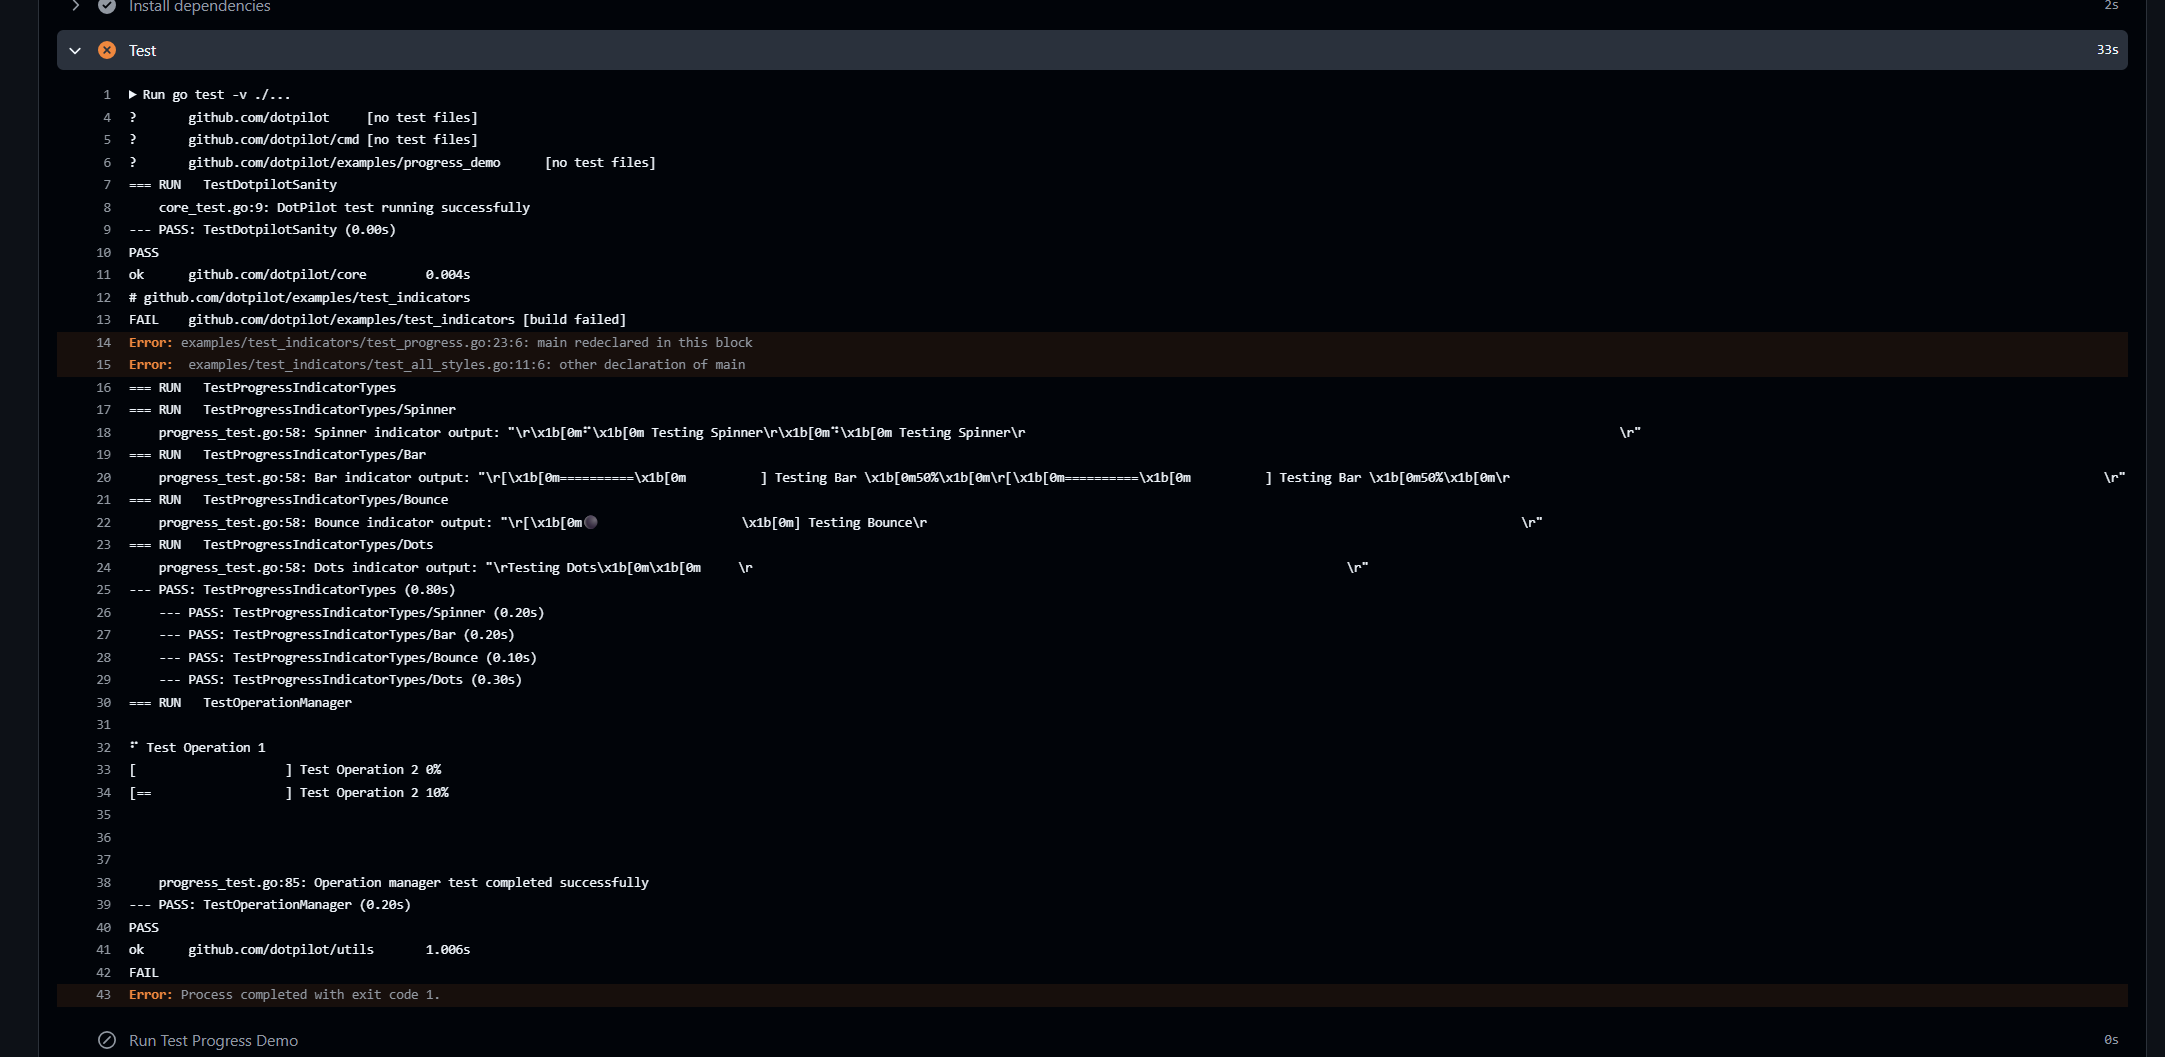 Install dependencies 2s
Test 33s
1 Run go test -v ./...
4 ? github.com/dotpilot [no test files]
5 ? github.com/dotpilot/cmd [no test files]
6 ? github.com/dotpilot/examples/progress_demo [no test files]
7 === RUN TestDotpilotSanity
8 core_test.go:9: DotPilot test running successfully
9 --- PASS: TestDotpilotSanity (0.00s)
10 PASS
11 ok github.com/dotpilot/core 0.004s
12 # github.com/dotpilot/examples/test_indicators
13 FAIL github.com/dotpilot/examples/test_indicators [build failed]
14 Error: examples/test_indicators/test_progress.go:23:6: main redeclared in this block
15 Error: examples/test_indicators/test_all_styles.go:11:6: other declaration of main
16 === RUN TestProgressIndicatorTypes
17 === RUN TestProgressIndicatorTypes/Spinner
18 progress_test.go:58: Spinner indicator output: "\r\x1b[0m⠋\x1b[0m Testing Spinner\r\x1b[0m⠙\x1b[0m Testing Spinner\r \r"
19 === RUN TestProgressIndicatorTypes/Bar
20 progress_test.go:58: Bar indicator output: "\r[\x1b[0m==========\x1b[0m ] Testing Bar \x1b[0m50%\x1b[0m\r[\x1b[0m==========\x1b[0m ] Testing Bar \x1b[0m50%\x1b[0m\r \r"
21 === RUN TestProgressIndicatorTypes/Bounce
22 progress_test.go:58: Bounce indicator output: "\r[\x1b[0m🌑 \x1b[0m] Testing Bounce\r \r"
23 === RUN TestProgressIndicatorTypes/Dots
24 progress_test.go:58: Dots indicator output: "\rTesting Dots\x1b[0m\x1b[0m \r \r"
25 --- PASS: TestProgressIndicatorTypes (0.80s)
26 --- PASS: TestProgressIndicatorTypes/Spinner (0.20s)
27 --- PASS: TestProgressIndicatorTypes/Bar (0.20s)
28 --- PASS: TestProgressIndicatorTypes/Bounce (0.10s)
29 --- PASS: TestProgressIndicatorTypes/Dots (0.30s)
30 === RUN TestOperationManager
31
32 ⠋ Test Operation 1
33 [ ] Test Operation 2 0%
34 [== ] Test Operation 2 10%
35
36
37
38 progress_test.go:85: Operation manager test completed successfully
39 --- PASS: TestOperationManager (0.20s)
40 PASS
41 ok github.com/dotpilot/utils 1.006s
42 FAIL
43 Error: Process completed with exit code 1.
Run Test Progress Demo 0s